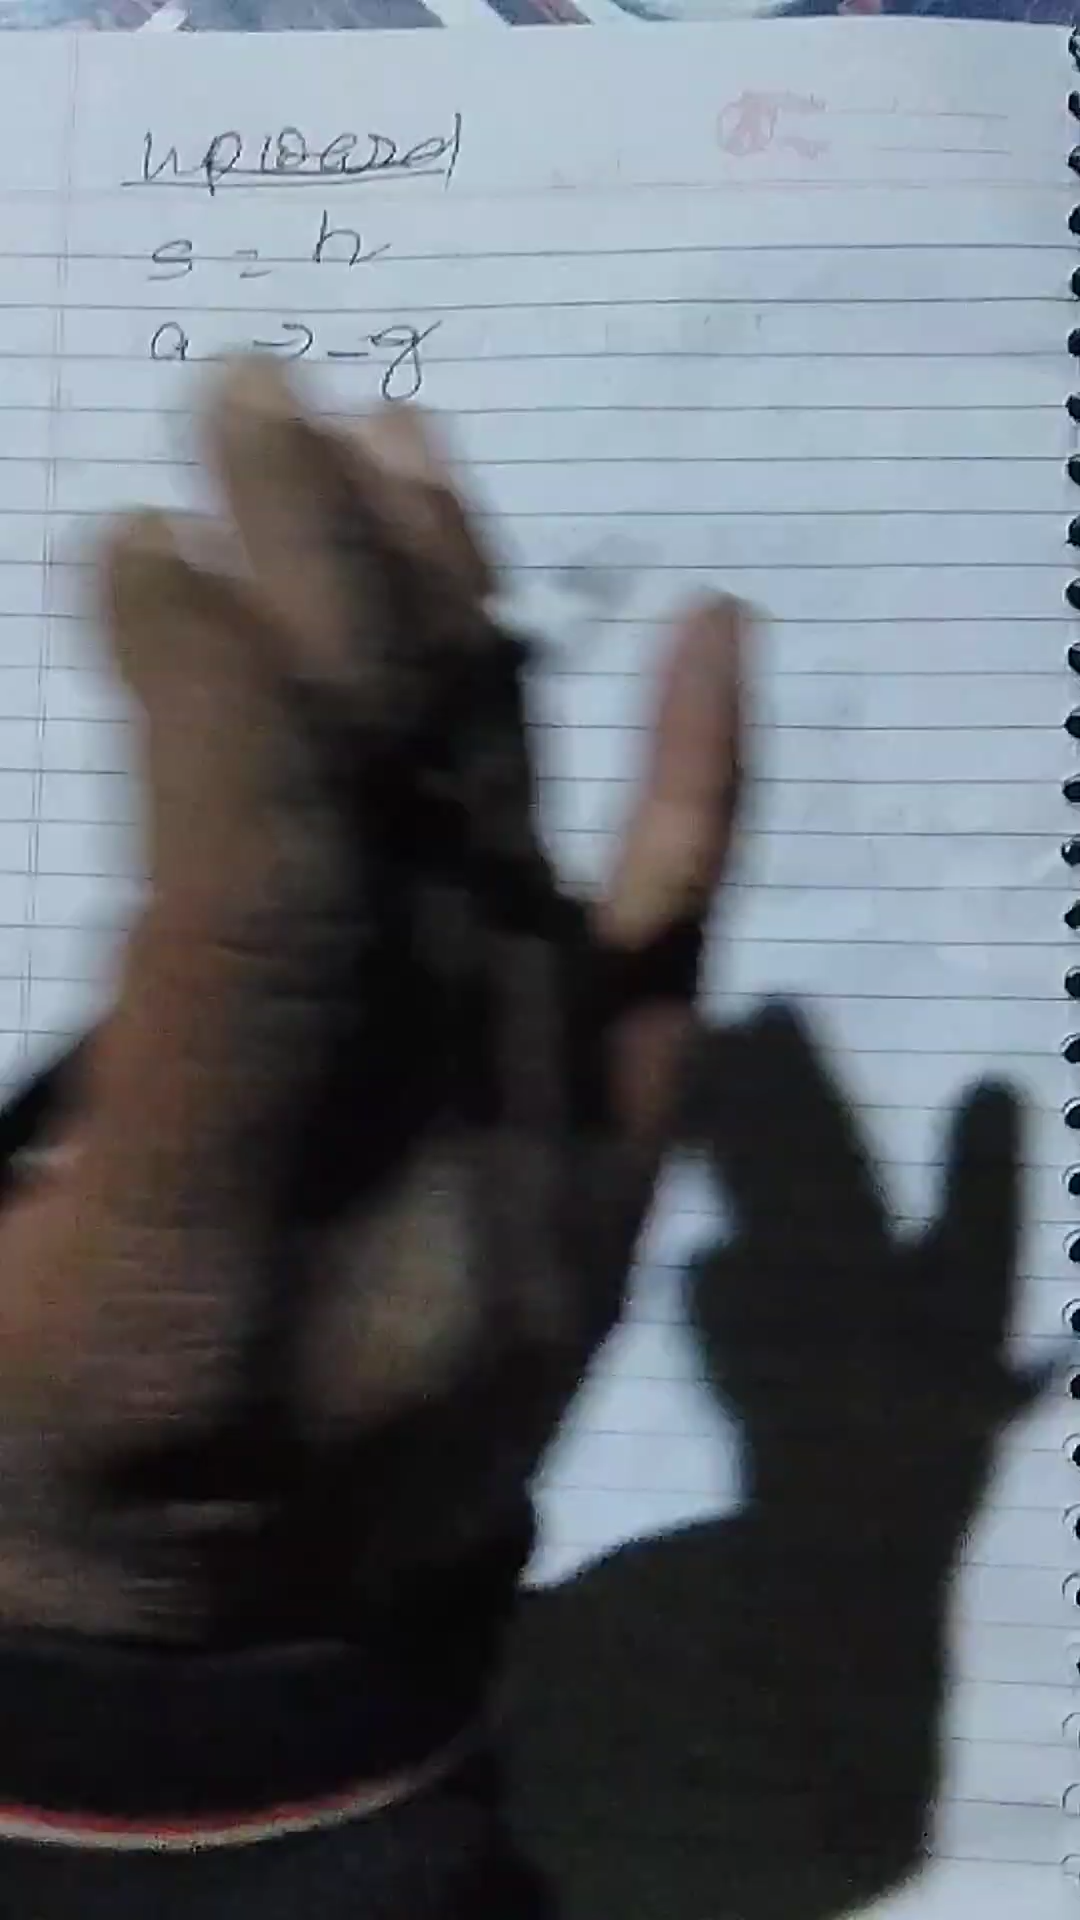 upward
s = h
a = -g